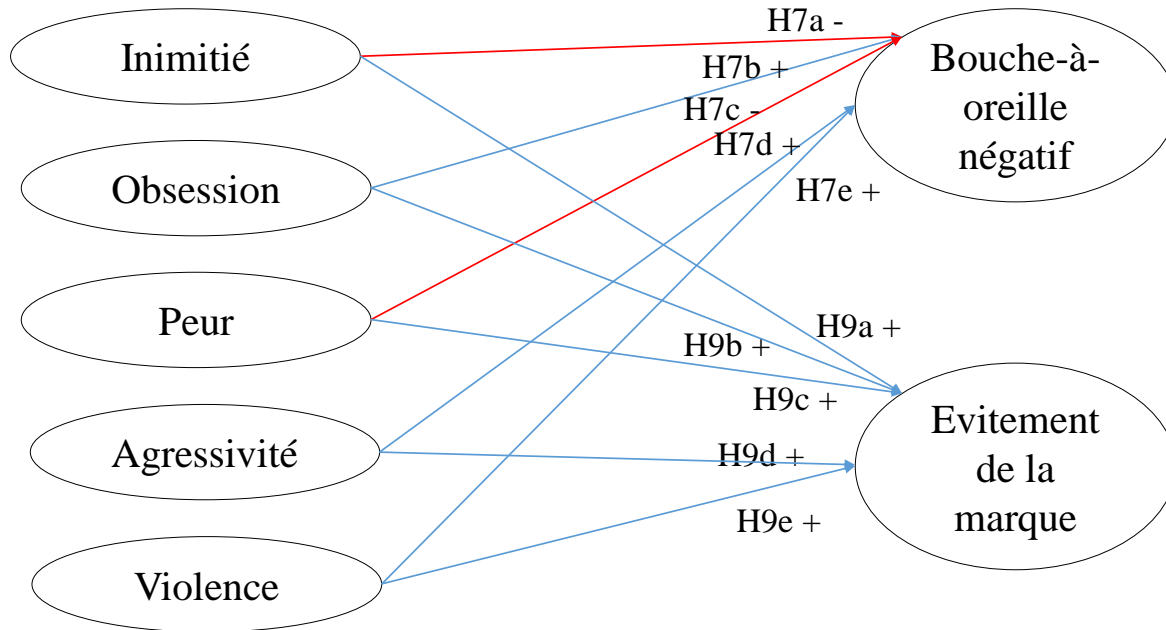 Inimitié
Obsession
Peur
Agressivité
Violence
H7a -
H7b +
H7c -
H7d +
H7e +
H9a +
H9b +
H9c +
H9d +
H9e +
Bouche-à-
oreille
négatif
Evitement
de la
marque